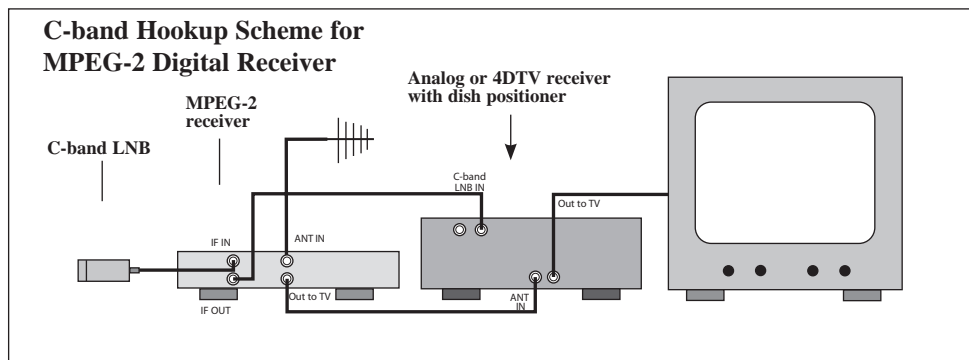 C-band Hookup Scheme for
MPEG-2 Digital Receiver
Analog or 4DTV receiver
with dish positioner
MPEG-2
receiver
C-band LNB
C-band
LNB IN
Out to TV
IF IN
ANT IN
Out to TV
IF OUT
ANT
IN